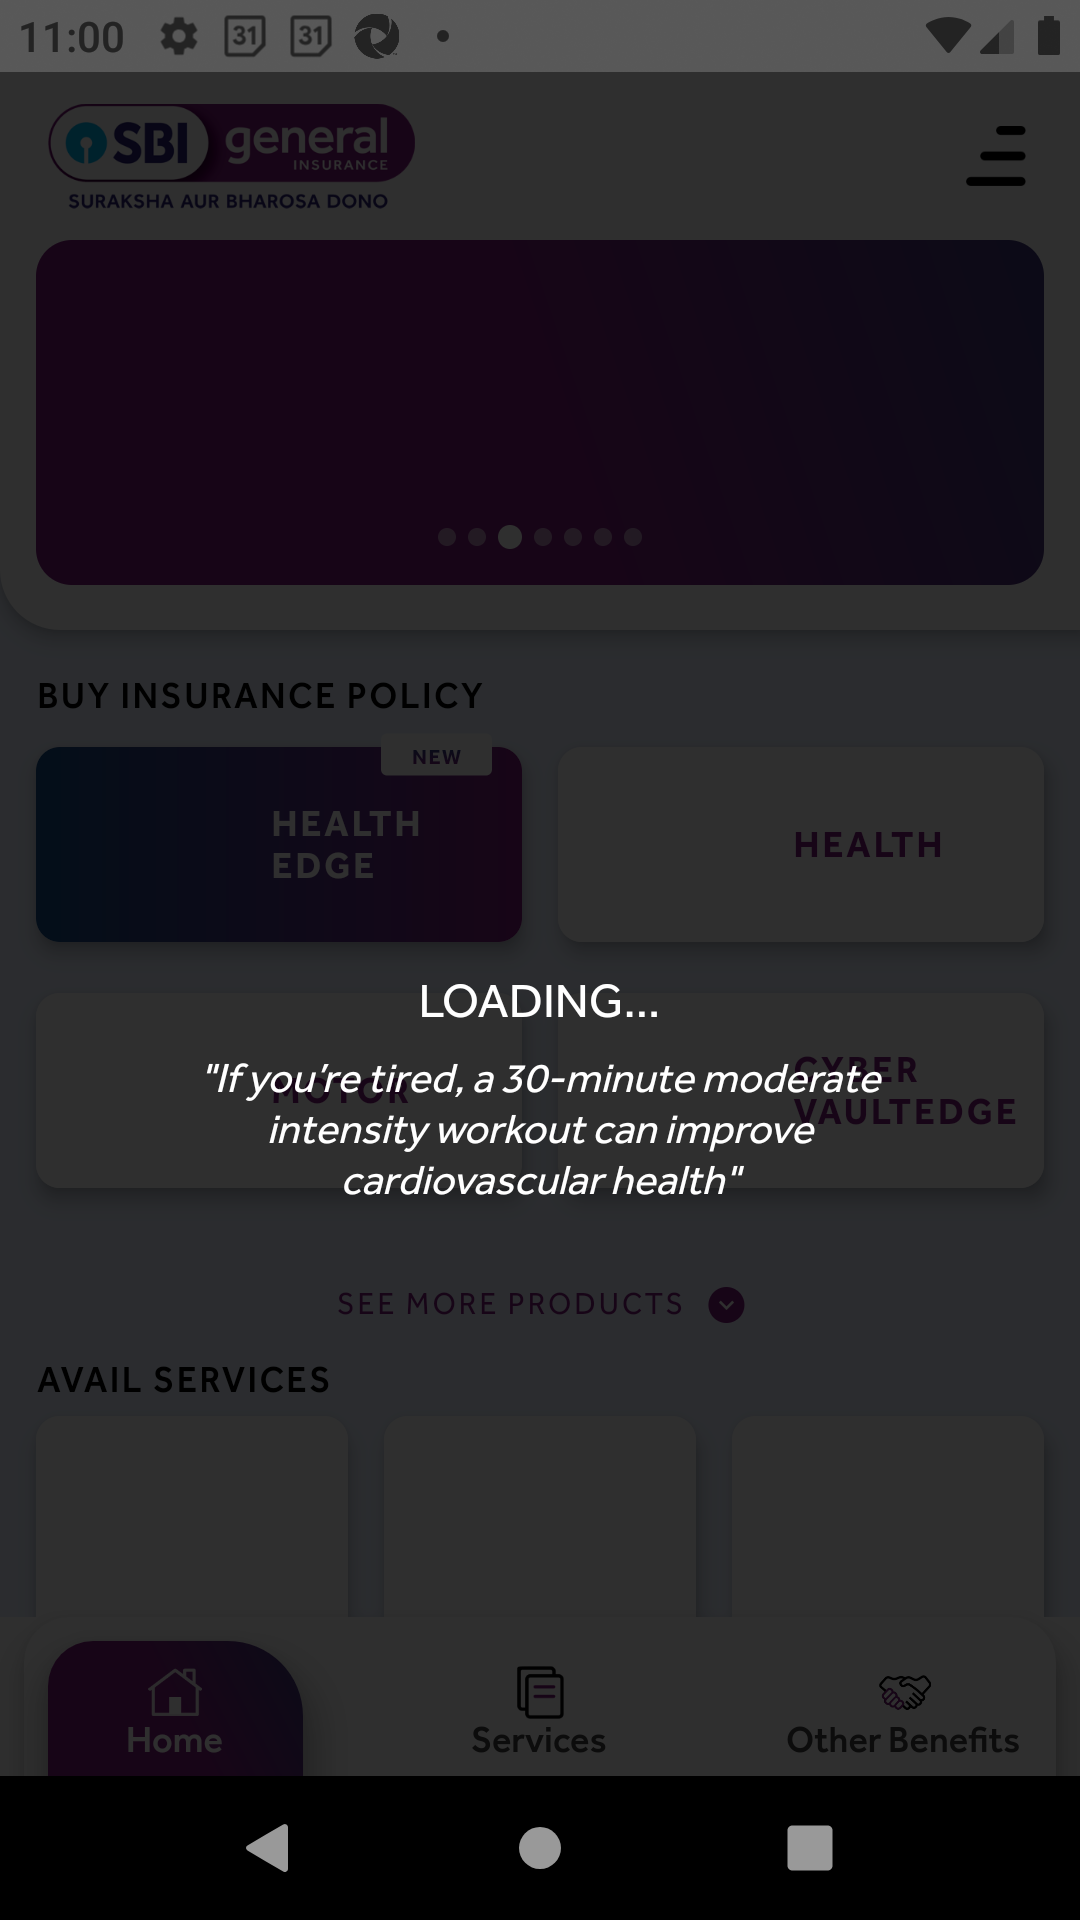 11:00
31
31
SBI general
INSURANCE
SURAKSHA AUR BHAROSA DONO
BUY INSURANCE POLICY
NEW
HEALTH
EDGE
HEALTH
LOADING...
"If you're tired, a 30-minute moderate
intensity workout can improve
cardiovascular health"
MOTOR
CYBER
VAULTEDGE
SEE MORE PRODUCTS
AVAIL SERVICES
Home
Services
Other Benefits